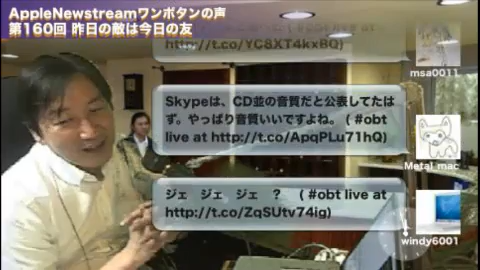 AppleNewstreamワンボタンの声
第160回 昨日の敵は今日の友
http://t.co/YC8XT4kxBQ)
msa0011
Skypeは、CD並の音質だと公表してたは
ず。やっぱり音質いいですよね。 ( #obt
live at http://t.co/ApqPLu71hQ)
Metal mac
ジェ ジェ ジェ ? ( #obt live at
http://t.co/ZqSUtv74ig)
windy6001